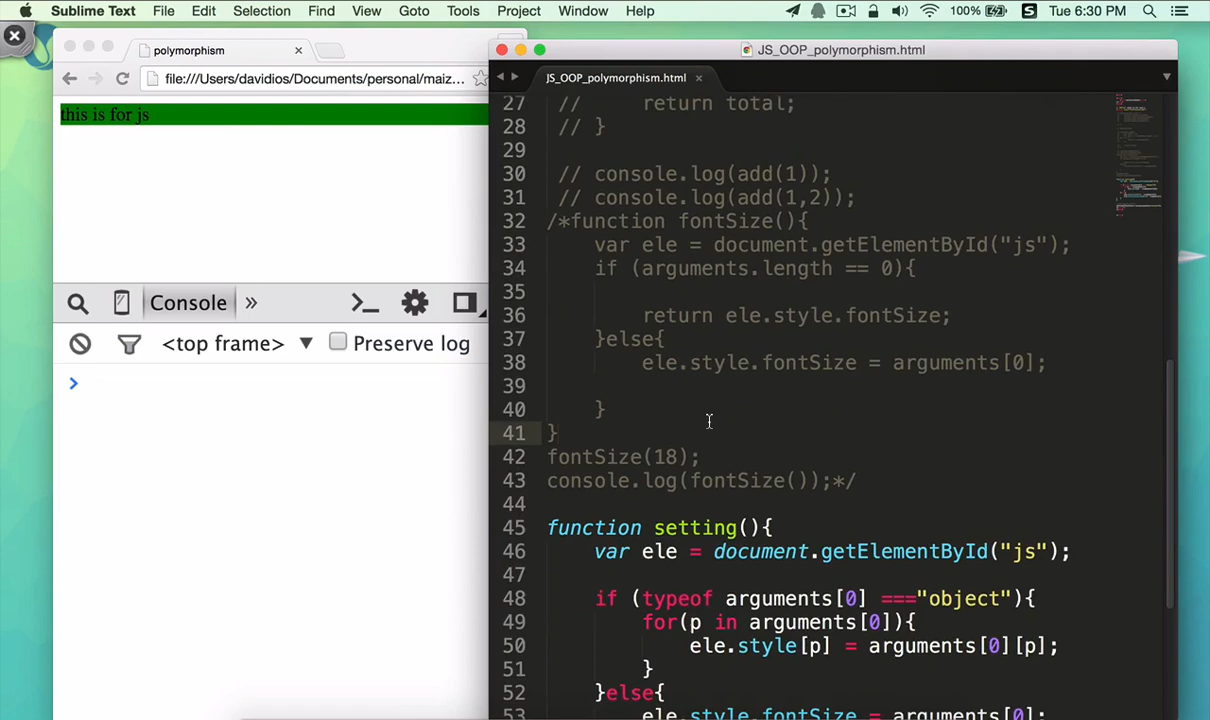 Sublime Text File Edit Selection Find View Goto Tools Project Window Help 100% Tue 6:30 PM
polymorphism
file:///Users/davidios/Documents/personal/maiz...
this is for js
Console »
<top frame> ▼ Preserve log
>
JS_OOP_polymorphism.html
JS_OOP_polymorphism.html ×
27 //     return total;
28 // }
29
30 // console.log(add(1));
31 // console.log(add(1,2));
32 /*function fontSize(){
33     var ele = document.getElementById("js");
34     if (arguments.length == 0){
35
36         return ele.style.fontSize;
37     }else{
38         ele.style.fontSize = arguments[0];
39
40     }
41 }
42 fontSize(18);
43 console.log(fontSize());*/
44
45 function setting(){
46     var ele = document.getElementById("js");
47
48     if (typeof arguments[0] ==="object"){
49         for(p in arguments[0]){
50             ele.style[p] = arguments[0][p];
51         }
52     }else{
53         ele.style.fontSize = arguments[0];